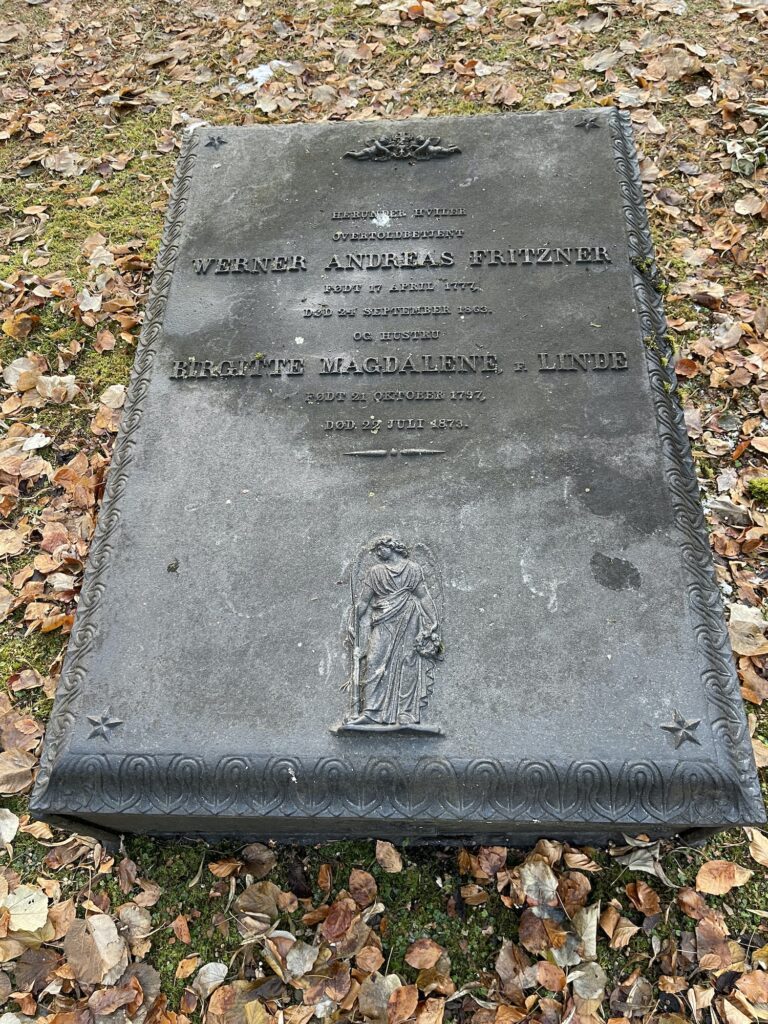 HERUNDER HVILER
OVERTOLDBETJENT
WERNER ANDREAS FRITZNER
FØDT 17 APRIL 1777,
DØD 24 SEPTEMBER 1863.
OG HUSTRU
BIRGITTE MAGDALENE, F. LINDE
FØDT 21 OKTOBER 1797,
DØD 22 JULI 1873.